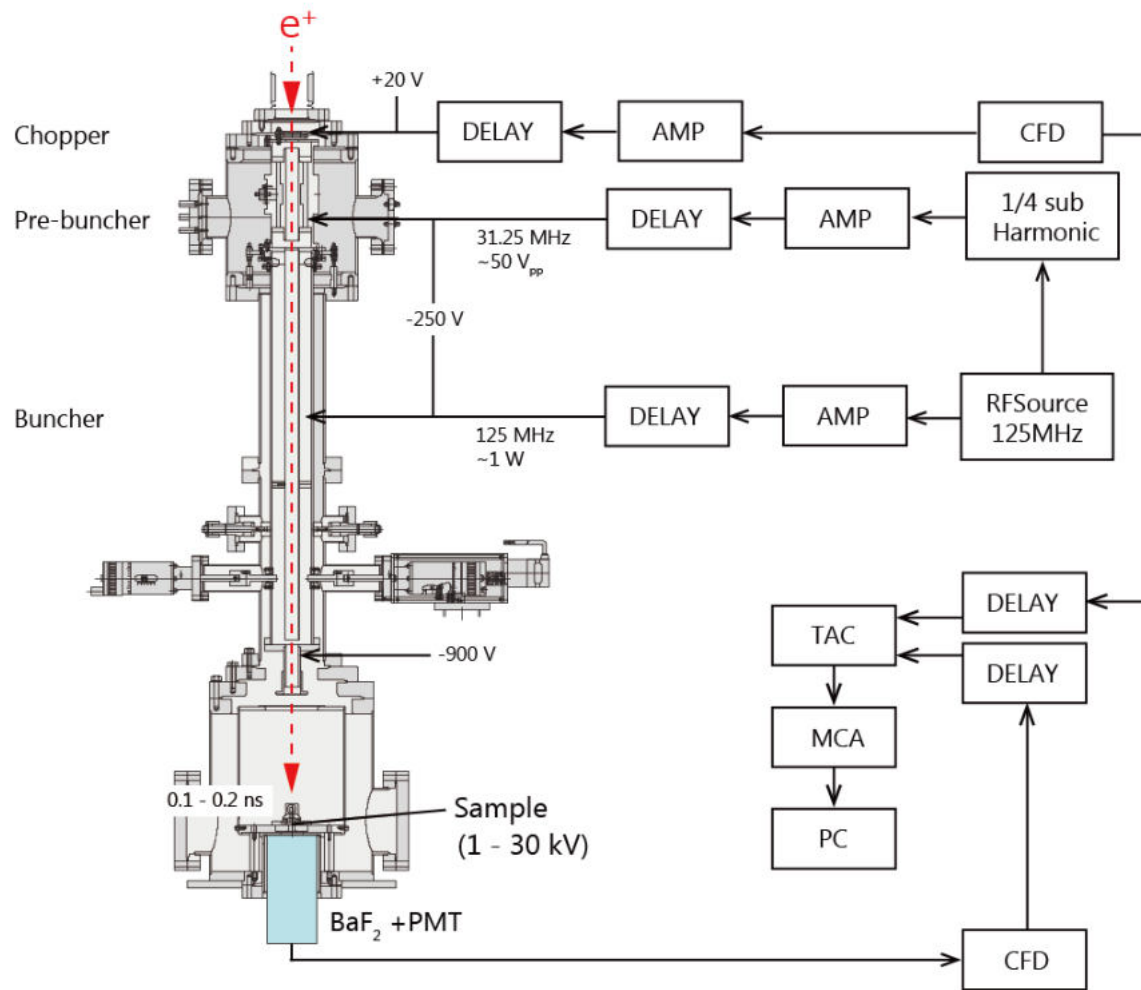 e+
+20 V
Chopper
DELAY
AMP
CFD
Pre-buncher
DELAY
AMP
1/4 sub
Harmonic
31.25 MHz
~50 Vpp
-250 V
Buncher
DELAY
AMP
RFSource
125MHz
125 MHz
~1 W
DELAY
TAC
-900 V
DELAY
MCA
0.1 - 0.2 ns
Sample
(1 - 30 kV)
PC
BaF2 +PMT
CFD